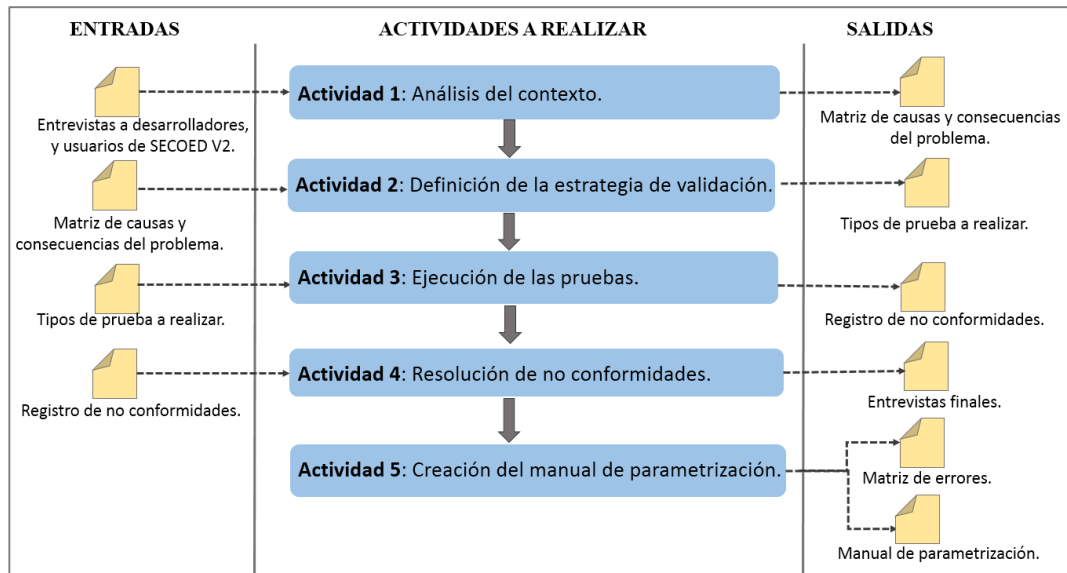 ENTRADAS
ACTIVIDADES A REALIZAR
SALIDAS
Entrevistas a desarrolladores,
y usuarios de SECOED V2.
Actividad 1: Análisis del contexto.
Matriz de causas y consecuencias
del problema.
Matriz de causas y
consecuencias del problema.
Actividad 2: Definición de la estrategia de validación.
Tipos de prueba a realizar.
Tipos de prueba a realizar.
Actividad 3: Ejecución de las pruebas.
Registro de no conformidades.
Registro de no conformidades.
Actividad 4: Resolución de no conformidades.
Entrevistas finales.
Actividad 5: Creación del manual de parametrización.
Matriz de errores.
Manual de parametrización.